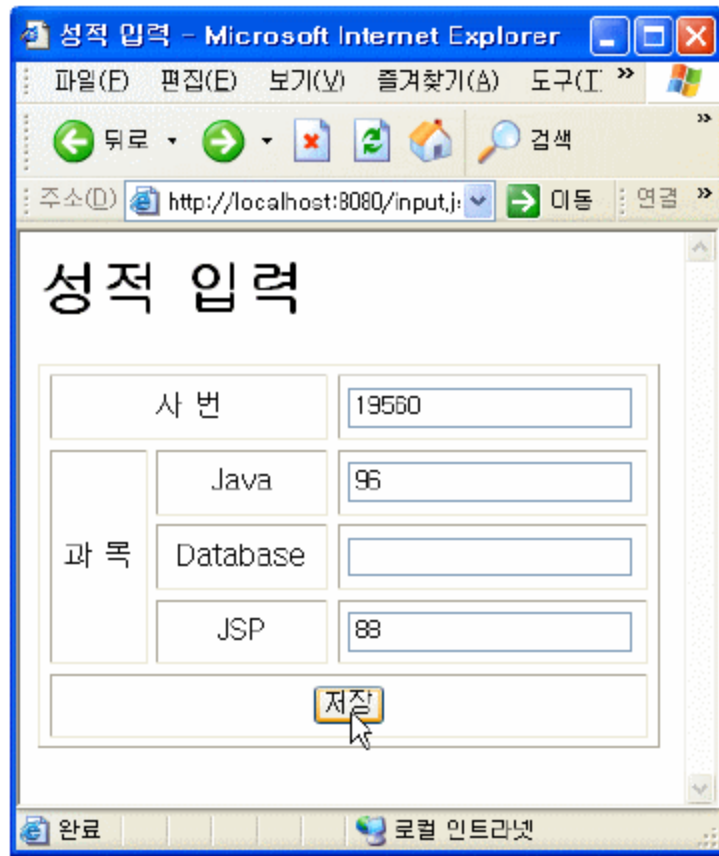 성적 입력 - Microsoft Internet Explorer
파일(F) 편집(E) 보기(V) 즐겨찾기(A) 도구(T) »
뒤로 검색 »
주소(D) http://localhost:8080/input.j 이동 연결 »
성적 입력
사 번 19560
과 목
Java 96
Database
JSP 88
저장
완료 로컬 인트라넷